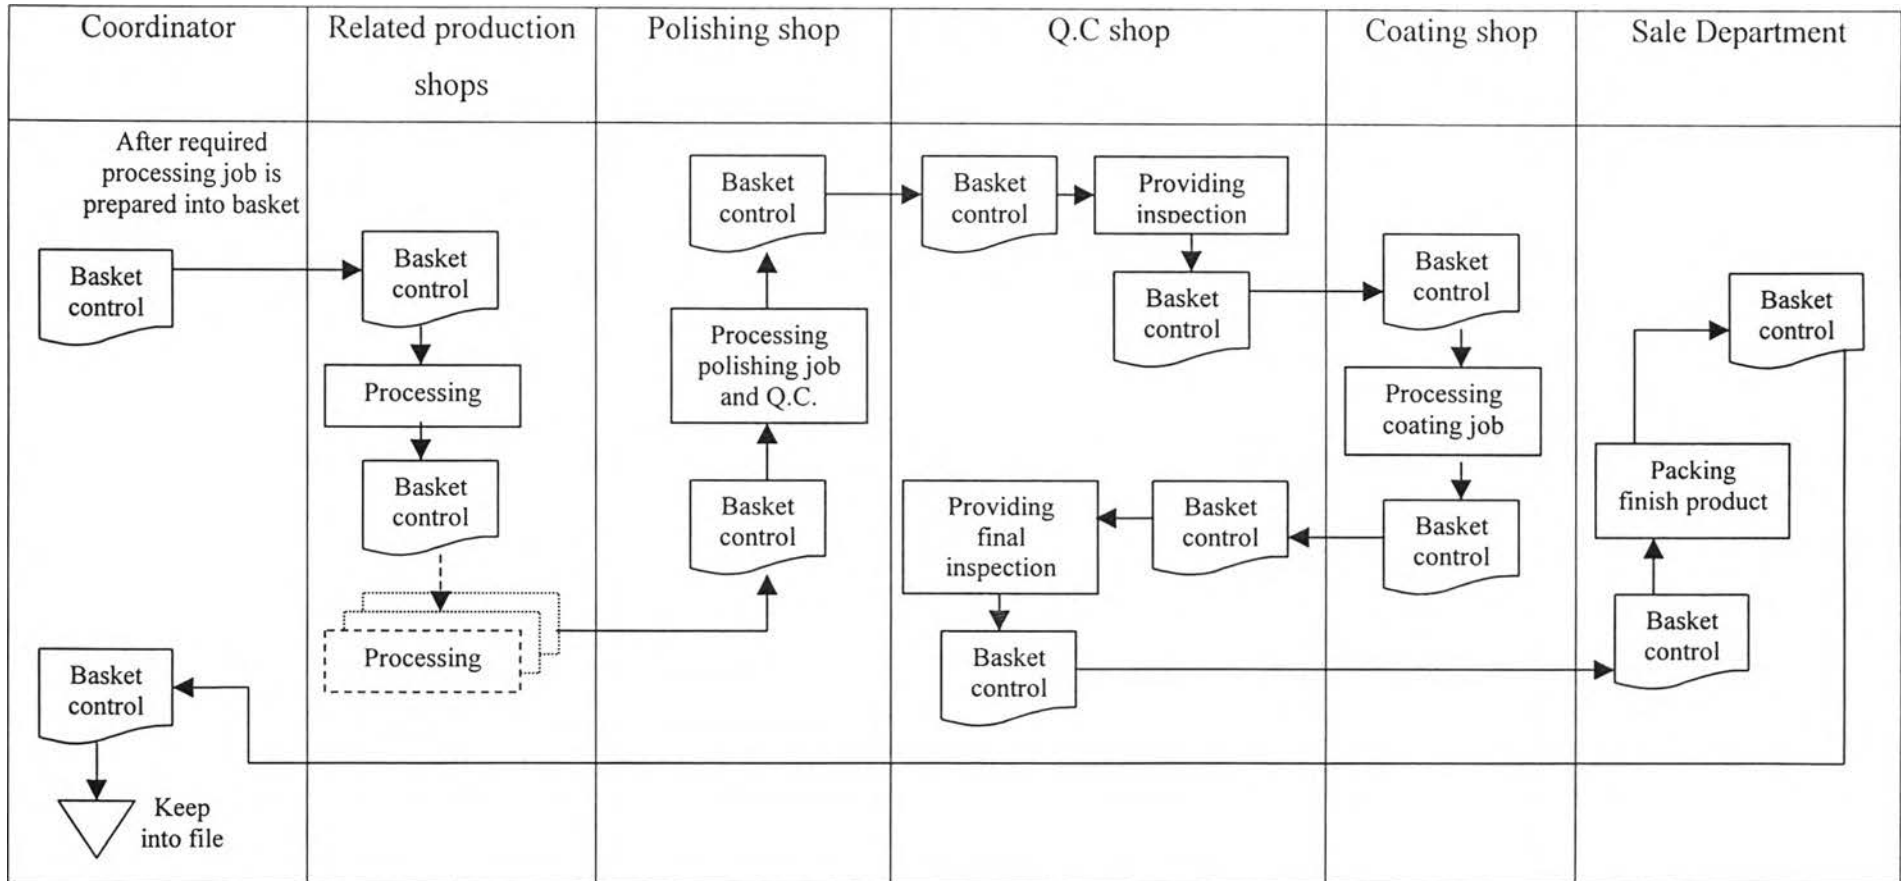 Coordinator
Related production
shops
Polishing shop
Q.C shop
Coating shop
Sale Department
After required
processing job is
prepared into basket
Basket
control
Basket
control
Processing
Basket
control
Processing
Basket
control
Processing
polishing job
and Q.C.
Basket
control
Basket
control
Providing
inspection
Basket
control
Basket
control
Processing
coating job
Basket
control
Basket
control
Providing
final
inspection
Basket
control
Basket
control
Packing
finish product
Basket
control
Basket
control
Keep
into file